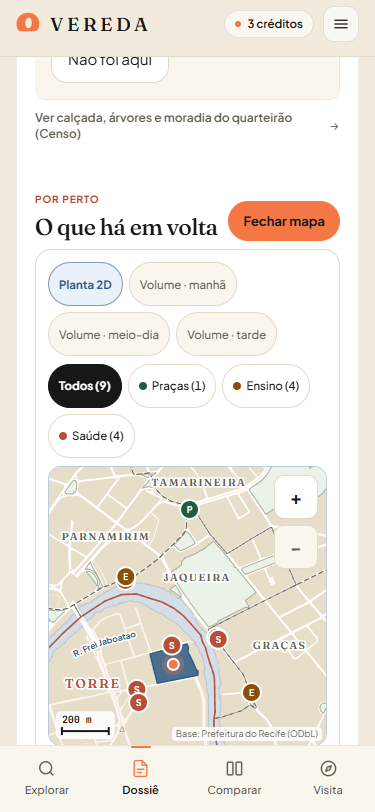 VEREDA
3 créditos
Não foi aqui
Ver calçada, árvores e moradia do quarteirão
(Censo)
→
POR PERTO
O que há em volta
Fechar mapa
Planta 2D
Volume · manhã
Volume · meio-dia
Volume · tarde
Todos (9)
Praças (1)
Ensino (4)
Saúde (4)
TAMARINEIRA
+
P
PARNAMIRIM
−
E
JAQUEIRA
S
S
R. Frei Jaboatao
GRAÇAS
TORRE
S
S
E
200 m
Base: Prefeitura do Recife (ODbL)
Explorar
Dossiê
Comparar
Visita